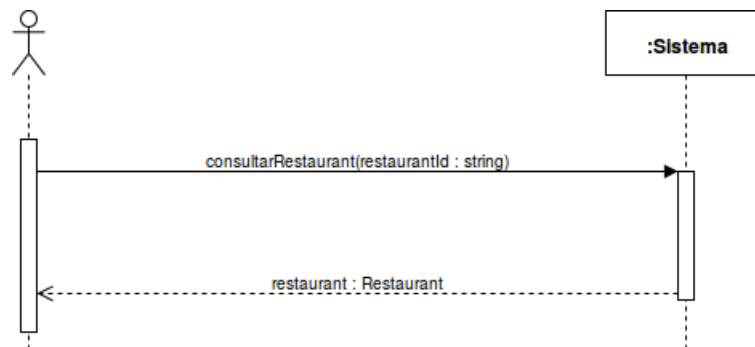 :Sistema
consultarRestaurant(restaurantId : string)
restaurant : Restaurant